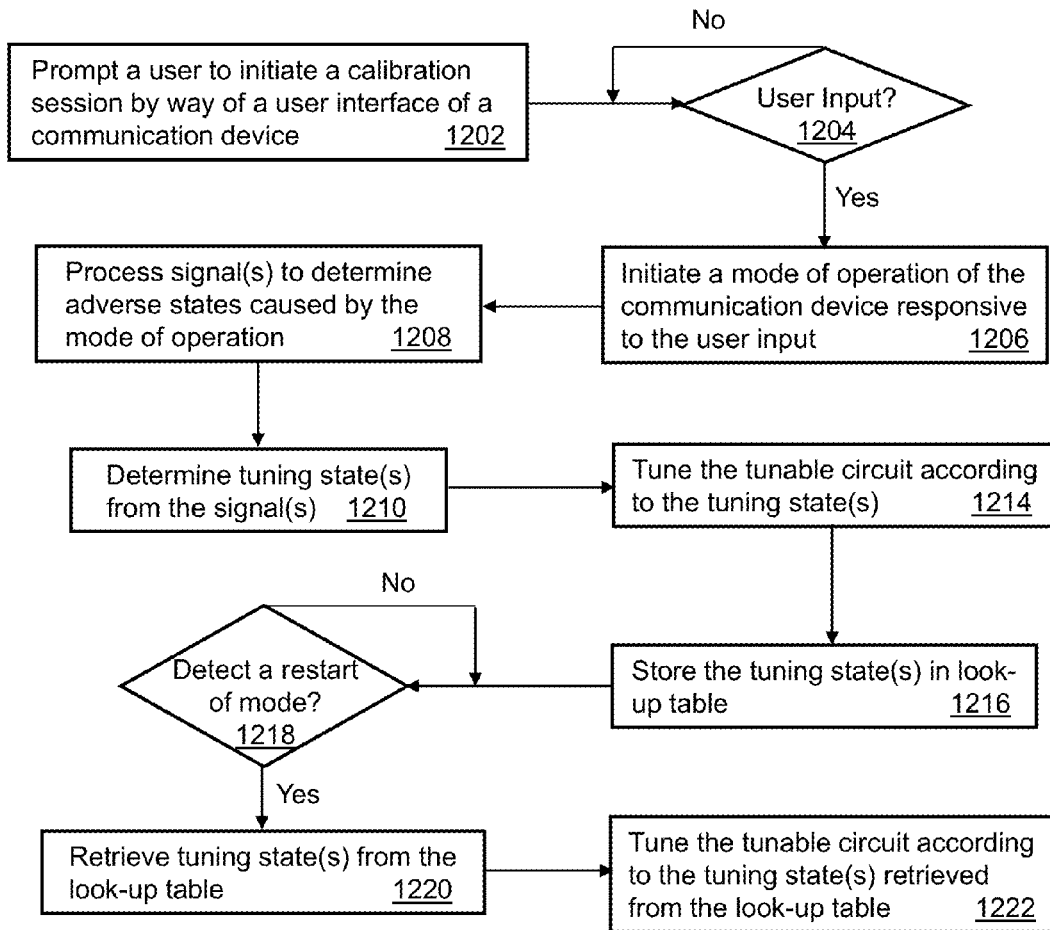 No
Prompt a user to initiate a calibration
session by way of a user interface of a
communication device 1202
User Input?
1204
Yes
Process signal(s) to determine
adverse states caused by the
mode of operation 1208
Initiate a mode of operation of the
communication device responsive
to the user input 1206
Determine tuning state(s)
from the signal(s) 1210
Tune the tunable circuit according
to the tuning state(s) 1214
No
Detect a restart
of mode?
1218
Store the tuning state(s) in look-
up table 1216
Yes
Retrieve tuning state(s) from the
look-up table 1220
Tune the tunable circuit according
to the tuning state(s) retrieved
from the look-up table 1222